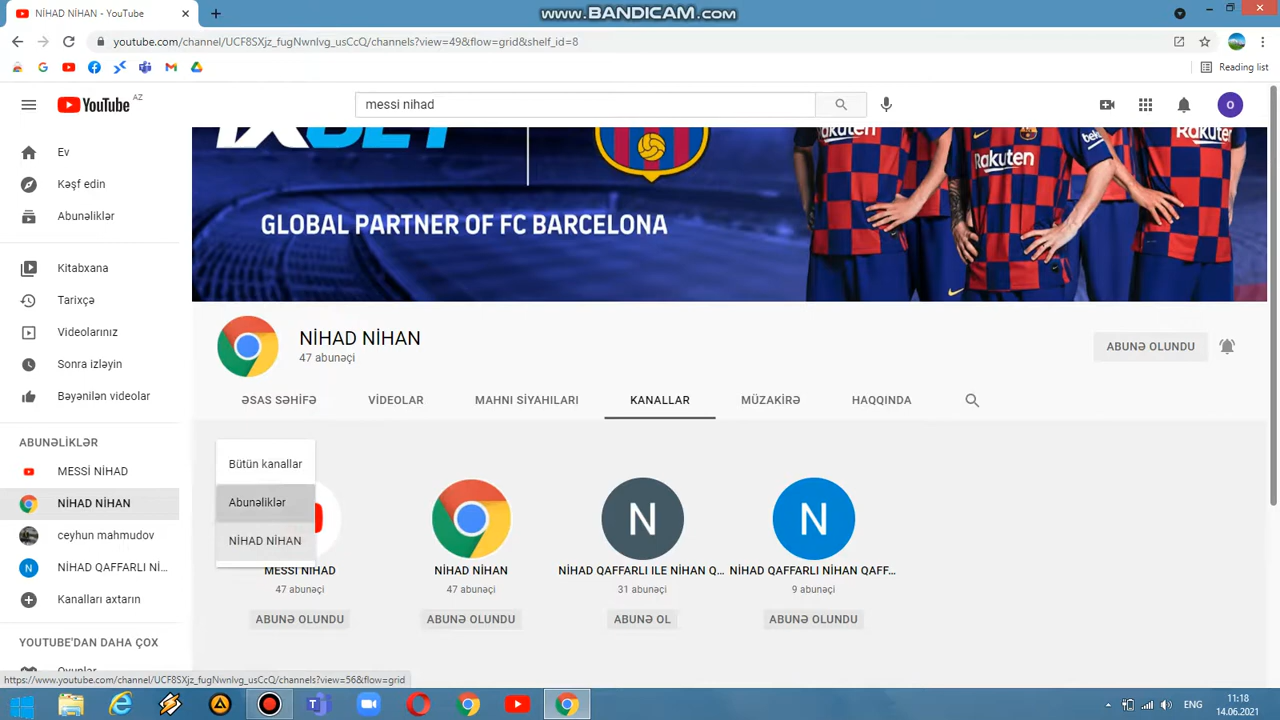 NİHAD NİHAN - YouTube
www.BANDICAM.com
youtube.com/channel/UCF8SXjz_fugNwnIvg_usCcQ/channels?view=49&flow=grid&shelf_id=8
Reading list
YouTube AZ
messi nihad
O
Ev
Kəşf edin
Abunəliklər
Kitabxana
Tarixçə
Videolarınız
Sonra izləyin
Bəyənilən videolar
ABUNƏLİKLƏR
MESSİ NİHAD
NİHAD NİHAN
ceyhun mahmudov
N NİHAD QAFFARLI Nİ...
Kanalları axtarın
YOUTUBE'DAN DAHA ÇOX
Oyunlar
1XBET
GLOBAL PARTNER OF FC BARCELONA
Rakuten
Rakuten
Rakuten
NİHAD NİHAN
47 abunəçi
ABUNƏ OLUNDU
ƏSAS SƏHİFƏ VİDEOLAR MAHNI SİYAHILARI KANALLAR MÜZAKİRƏ HAQQINDA
Bütün kanallar
Abunəliklər
NİHAD NİHAN
N
N
MESSİ NİHAD NİHAD NİHAN NİHAD QAFFARLI ILE NİHAN Q... NİHAD QAFFARLI NİHAN QAFF...
47 abunəçi 47 abunəçi 31 abunəçi 9 abunəçi
ABUNƏ OLUNDU ABUNƏ OLUNDU ABUNƏ OL ABUNƏ OLUNDU
https://www.youtube.com/channel/UCF8SXjz_fugNwnIvg_usCcQ/channels?view=56&flow=grid
ENG
11:18
14.06.2021